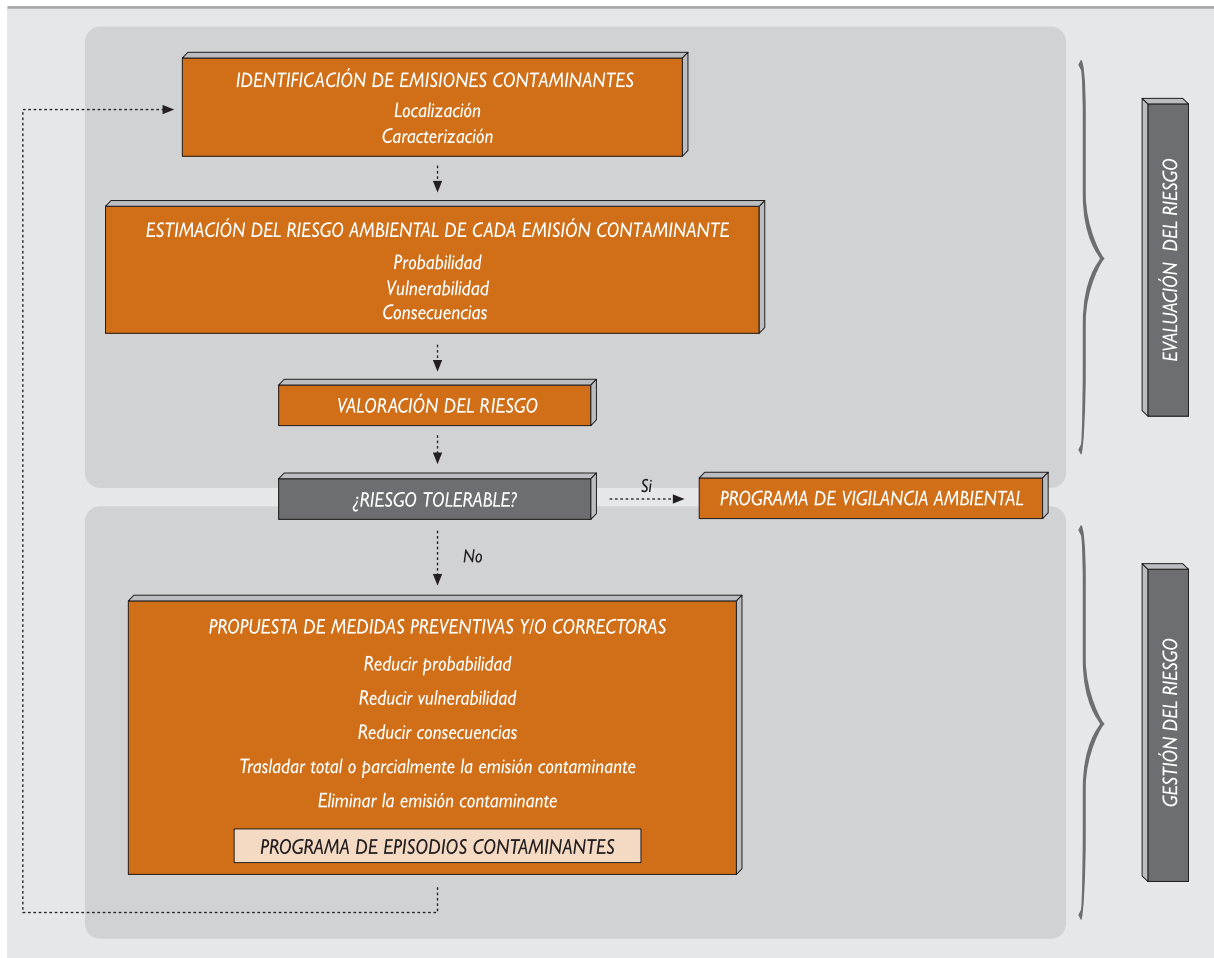 IDENTIFICACIÓN DE EMISIONES CONTAMINANTES
Localización
Caracterización
ESTIMACIÓN DEL RIESGO AMBIENTAL DE CADA EMISIÓN CONTAMINANTE
Probabilidad
Vulnerabilidad
Consecuencias
VALORACIÓN DEL RIESGO
EVALUACIÓN DEL RIESGO
¿RIESGO TOLERABLE?
Si
PROGRAMA DE VIGILANCIA AMBIENTAL
No
PROPUESTA DE MEDIDAS PREVENTIVAS Y/O CORRECTORAS
Reducir probabilidad
Reducir vulnerabilidad
Reducir consecuencias
Trasladar total o parcialmente la emisión contaminante
Eliminar la emisión contaminante
PROGRAMA DE EPISODIOS CONTAMINANTES
GESTIÓN DEL RIESGO